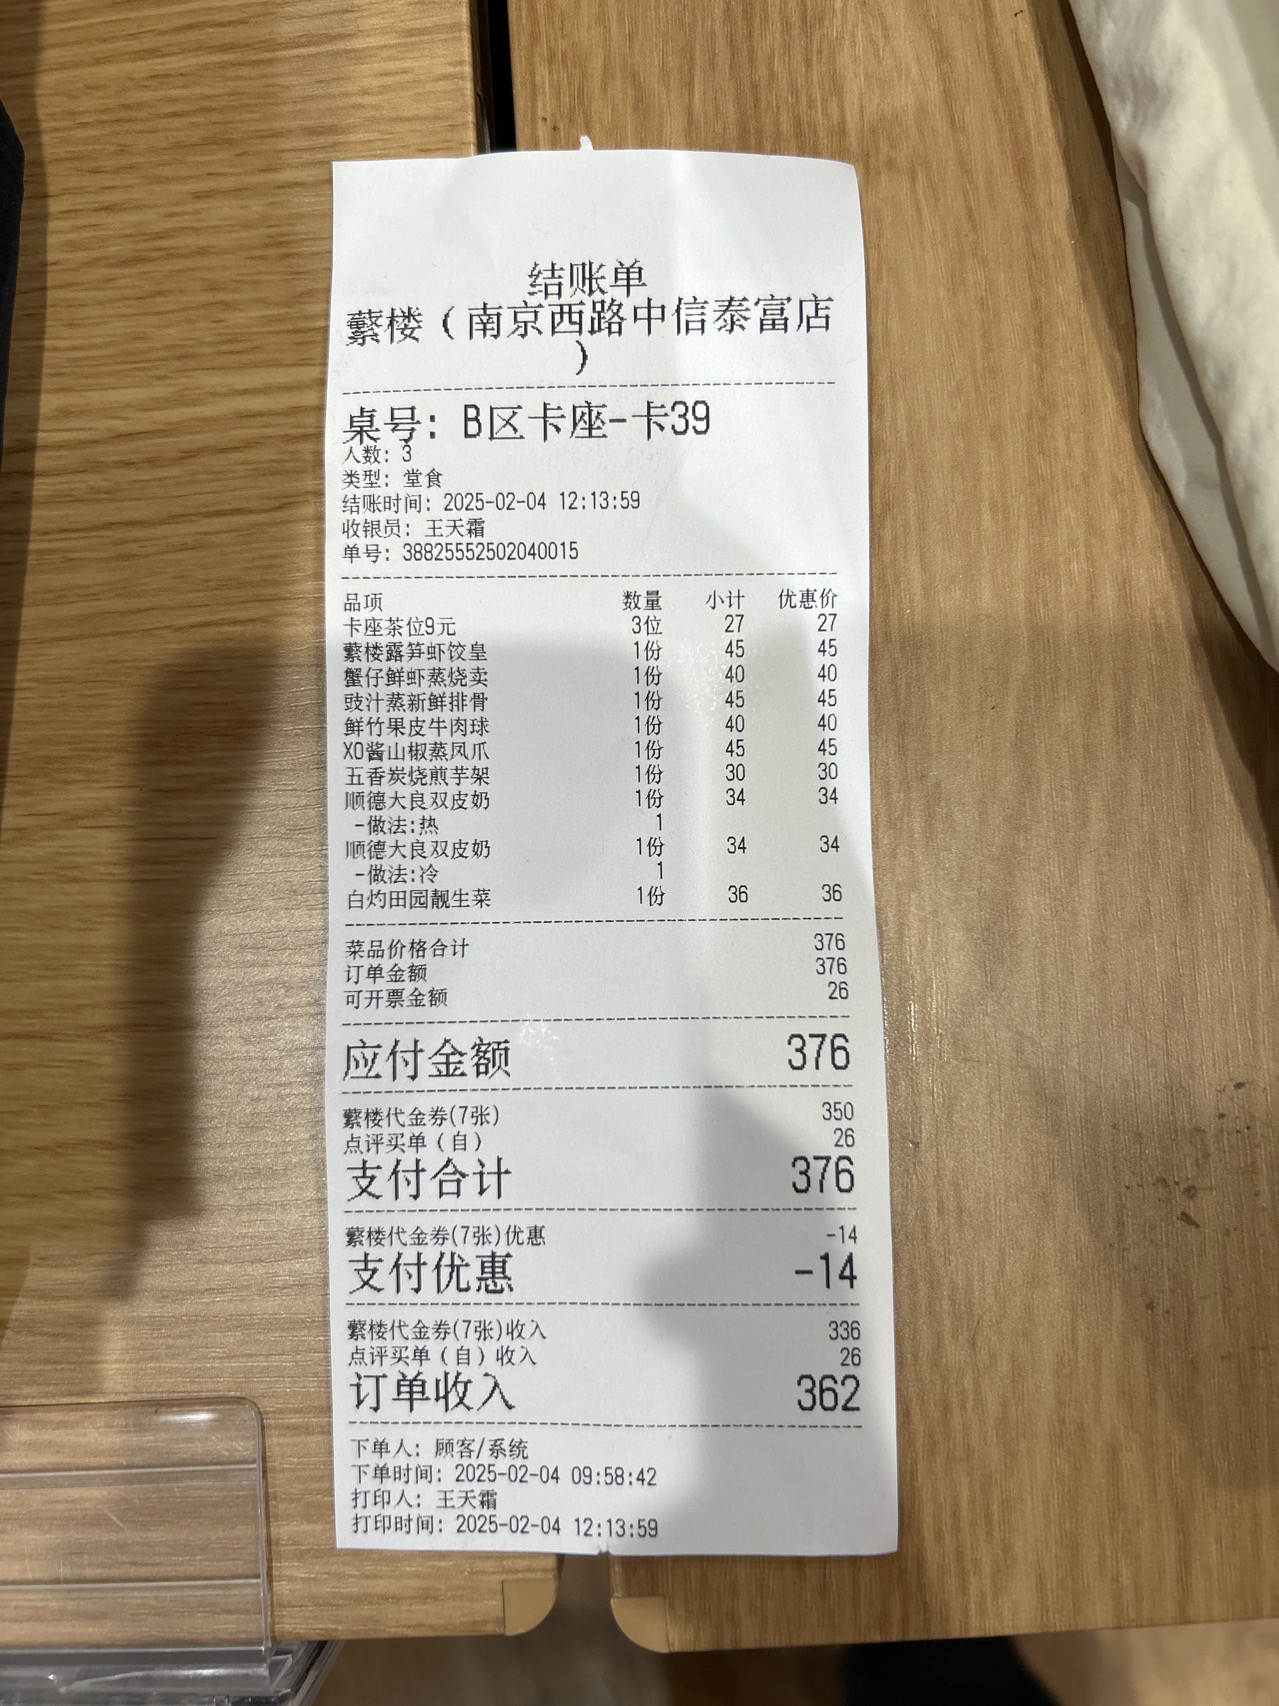 结账单
蘩楼（南京西路中信泰富店
）
桌号：B区卡座-卡39
人数：3
类型：堂食
结账时间：2025-02-04 12:13:59
收银员：王天霜
单号：38825552502040015
品项 数量 小计 优惠价
卡座茶位9元 3位 27 27
蘩楼露笋虾饺皇 1份 45 45
蟹仔鲜虾蒸烧卖 1份 40 40
豉汁蒸新鲜排骨 1份 45 45
鲜竹果皮牛肉球 1份 40 40
XO酱山椒蒸凤爪 1份 45 45
五香炭烧煎芋架 1份 30 30
顺德大良双皮奶 1份 34 34
-做法:热 1
顺德大良双皮奶 1份 34 34
-做法:冷 1
白灼田园靓生菜 1份 36 36
菜品价格合计 376
订单金额 376
可开票金额 26
应付金额 376
蘩楼代金券(7张) 350
点评买单（自） 26
支付合计 376
蘩楼代金券(7张)优惠 -14
支付优惠 -14
蘩楼代金券(7张)收入 336
点评买单（自）收入 26
订单收入 362
下单人：顾客/系统
下单时间：2025-02-04 09:58:42
打印人：王天霜
打印时间：2025-02-04 12:13:59